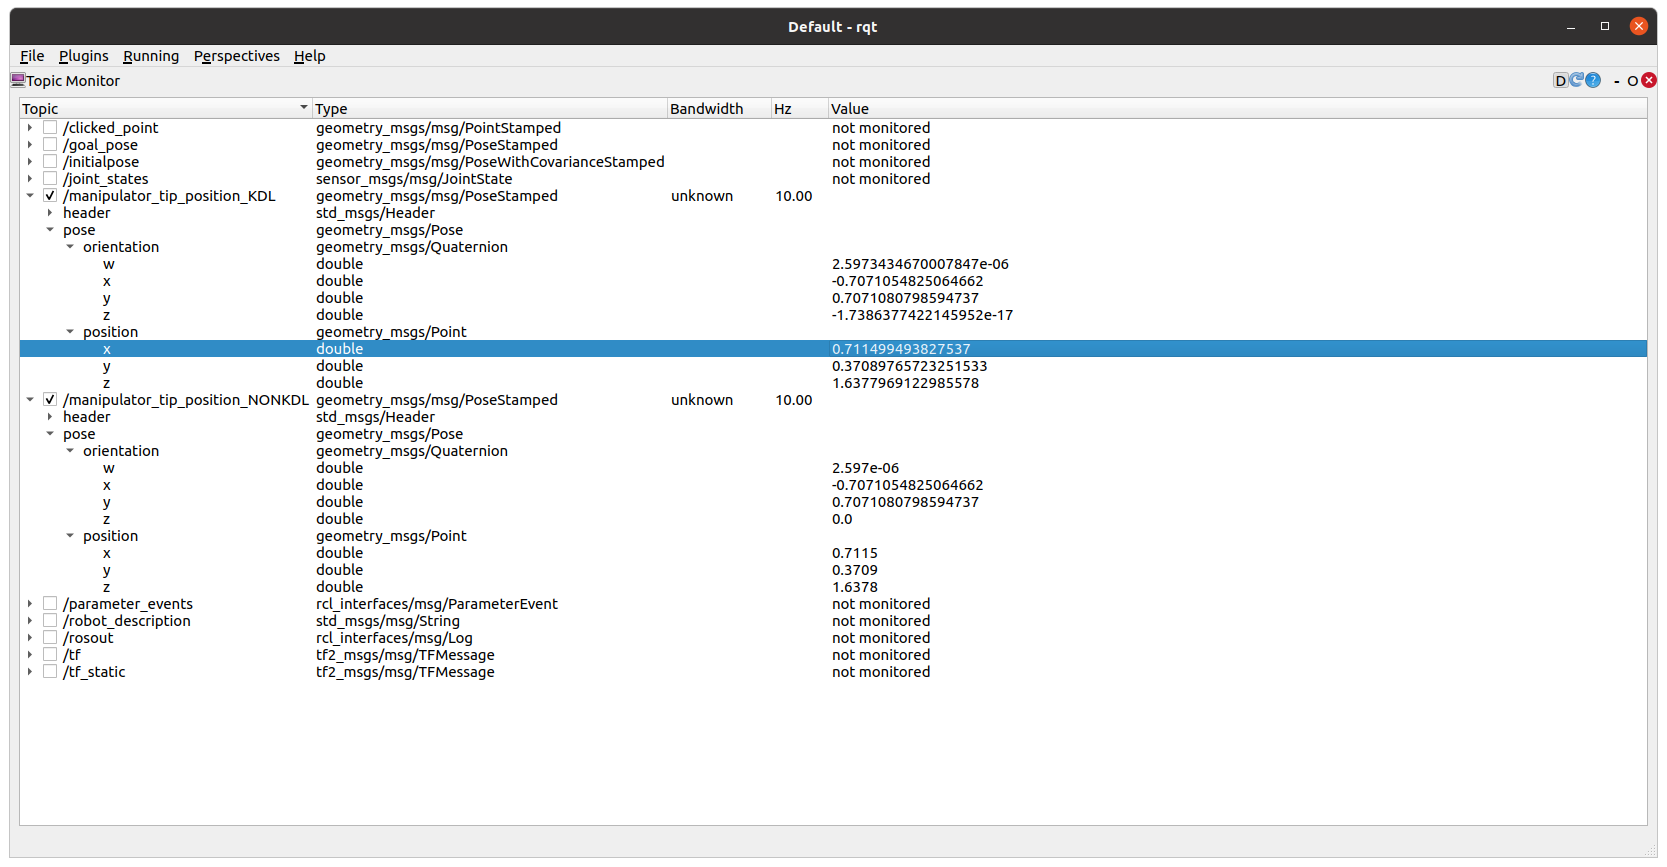 Default - rqt
File Plugins Running Perspectives Help
Topic Monitor D ? - O
Topic Type Bandwidth Hz Value
/clicked_point geometry_msgs/msg/PointStamped not monitored
/goal_pose geometry_msgs/msg/PoseStamped not monitored
/initialpose geometry_msgs/msg/PoseWithCovarianceStamped not monitored
/joint_states sensor_msgs/msg/JointState not monitored
/manipulator_tip_position_KDL geometry_msgs/msg/PoseStamped unknown 10.00
header std_msgs/Header
pose geometry_msgs/Pose
orientation geometry_msgs/Quaternion
w double 2.5973434670007847e-06
x double -0.7071054825064662
y double 0.7071080798594737
z double -1.7386377422145952e-17
position geometry_msgs/Point
x double 0.711499493827537
y double 0.37089765723251533
z double 1.6377969122985578
/manipulator_tip_position_NONKDL geometry_msgs/msg/PoseStamped unknown 10.00
header std_msgs/Header
pose geometry_msgs/Pose
orientation geometry_msgs/Quaternion
w double 2.597e-06
x double -0.7071054825064662
y double 0.7071080798594737
z double 0.0
position geometry_msgs/Point
x double 0.7115
y double 0.3709
z double 1.6378
/parameter_events rcl_interfaces/msg/ParameterEvent not monitored
/robot_description std_msgs/msg/String not monitored
/rosout rcl_interfaces/msg/Log not monitored
/tf tf2_msgs/msg/TFMessage not monitored
/tf_static tf2_msgs/msg/TFMessage not monitored